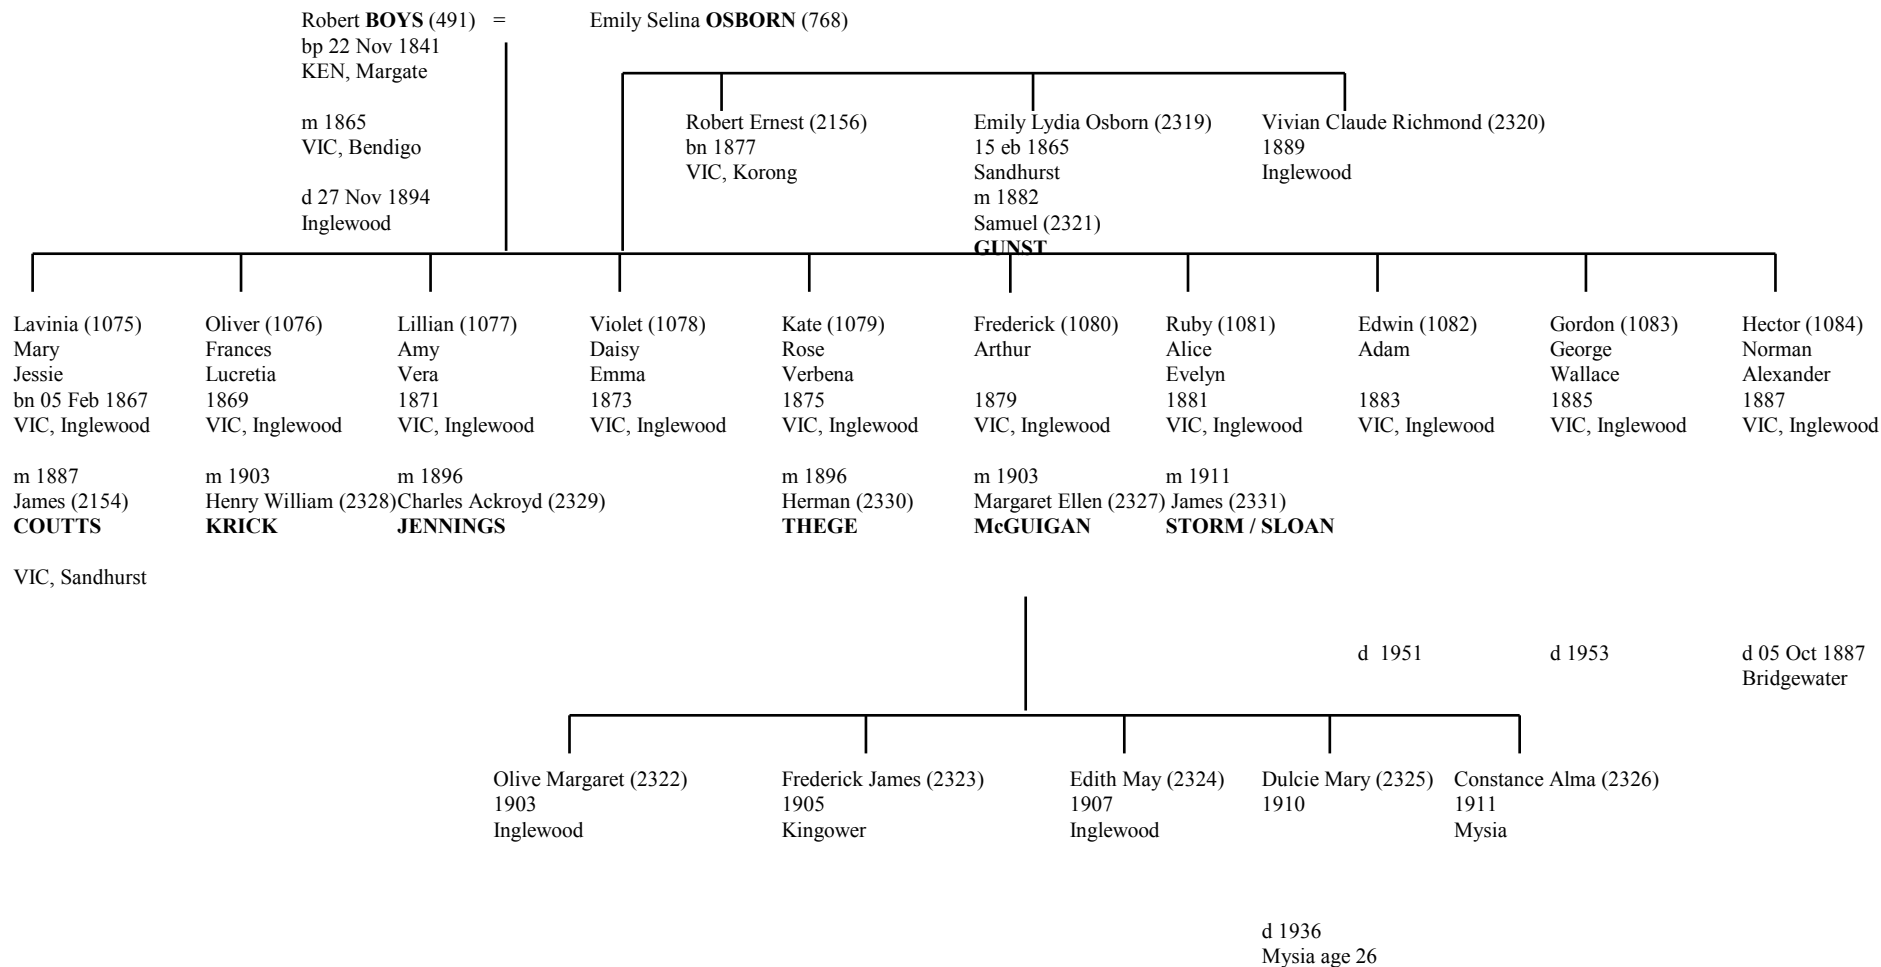 Robert BOYS (491) = Emily Selina OSBORN (768)
bp 22 Nov 1841
KEN, Margate
m 1865
VIC, Bendigo
d 27 Nov 1894
Inglewood
Robert Ernest (2156)
bn 1877
VIC, Korong
Emily Lydia Osborn (2319)
15 eb 1865
Sandhurst
m 1882
Samuel (2321)
GUNST
Vivian Claude Richmond (2320)
1889
Inglewood
Lavinia (1075)
Mary
Jessie
bn 05 Feb 1867
VIC, Inglewood
m 1887
James (2154)
COUTTS
VIC, Sandhurst
Oliver (1076)
Frances
Lucretia
1869
VIC, Inglewood
m 1903
Henry William (2328)
KRICK
Lillian (1077)
Amy
Vera
1871
VIC, Inglewood
m 1896
Charles Ackroyd (2329)
JENNINGS
Violet (1078)
Daisy
Emma
1873
VIC, Inglewood
Kate (1079)
Rose
Verbena
1875
VIC, Inglewood
m 1896
Herman (2330)
THEGE
Frederick (1080)
Arthur
1879
VIC, Inglewood
m 1903
Margaret Ellen (2327)
McGUIGAN
Ruby (1081)
Alice
Evelyn
1881
VIC, Inglewood
m 1911
James (2331)
STORM / SLOAN
Edwin (1082)
Adam
1883
VIC, Inglewood
d 1951
Gordon (1083)
George
Wallace
1885
VIC, Inglewood
d 1953
Hector (1084)
Norman
Alexander
1887
VIC, Inglewood
d 05 Oct 1887
Bridgewater
Olive Margaret (2322)
1903
Inglewood
Frederick James (2323)
1905
Kingower
Edith May (2324)
1907
Inglewood
Dulcie Mary (2325)
1910
d 1936
Mysia age 26
Constance Alma (2326)
1911
Mysia